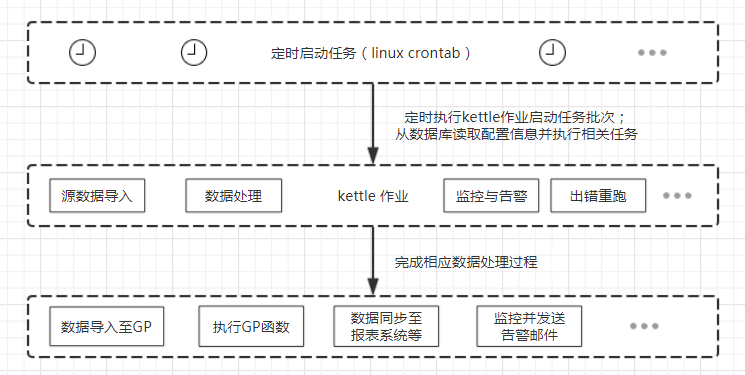 定时启动任务（linux crontab）
定时执行kettle作业启动任务批次；
从数据库读取配置信息并执行相关任务
源数据导入
数据处理
kettle 作业
监控与告警
出错重跑
完成相应数据处理过程
数据导入至GP
执行GP函数
数据同步至
报表系统等
监控并发送
告警邮件